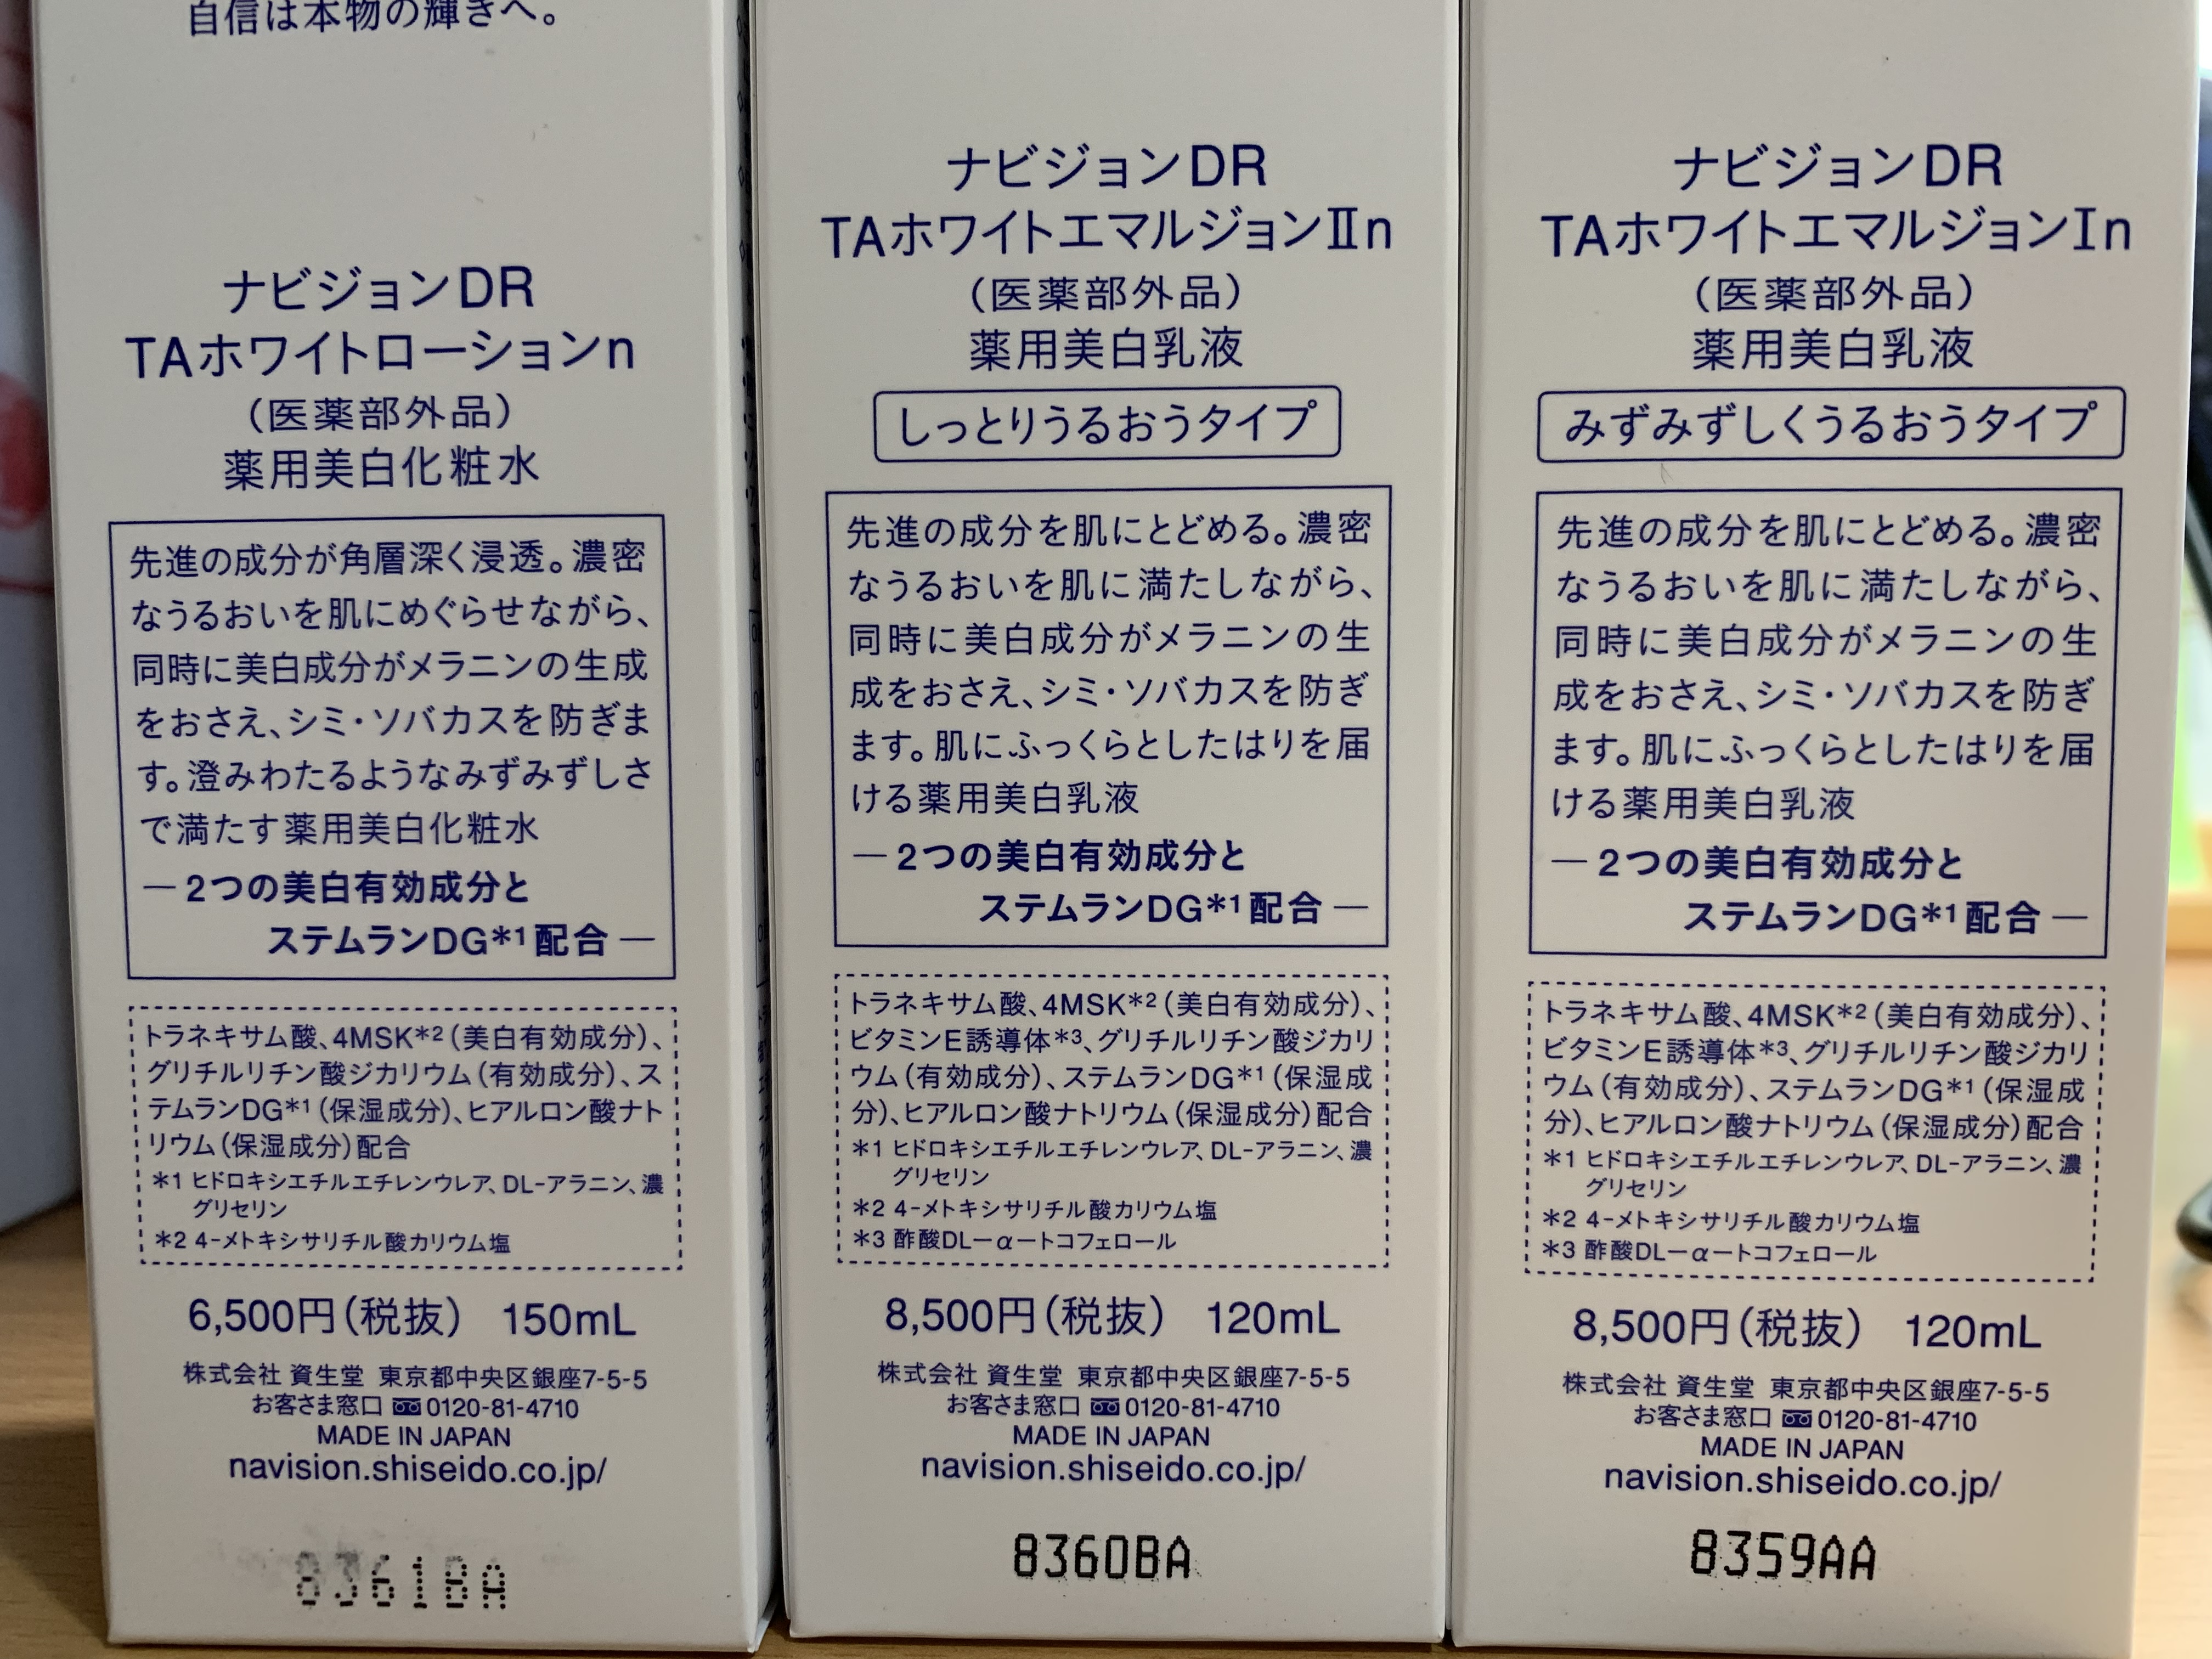 自信は本物の輝きへ。
ナビジョンDR
TAホワイトローションn
(医薬部外品)
薬用美白化粧水
先進の成分が角層深く浸透。濃密
なうるおいを肌にめぐらせながら、
同時に美白成分がメラニンの生成
をおさえ、シミ・ソバカスを防ぎま
す。澄みわたるようなみずみずしさ
で満たす薬用美白化粧水
― 2つの美白有効成分と
ステムランDG*1配合 ―
トラネキサム酸、4MSK*2(美白有効成分)、
グリチルリチン酸ジカリウム(有効成分)、ス
テムランDG*1(保湿成分)、ヒアルロン酸ナト
リウム(保湿成分)配合
*1 ヒドロキシエチルエチレンウレア、DL-アラニン、濃
グリセリン
*2 4-メトキシサリチル酸カリウム塩
6,500円(税抜) 150mL
株式会社 資生堂 東京都中央区銀座7-5-5
お客さま窓口 0120-81-4710
MADE IN JAPAN
navision.shiseido.co.jp/
8361BA
ナビジョンDR
TAホワイトエマルジョンⅡn
(医薬部外品)
薬用美白乳液
しっとりうるおうタイプ
先進の成分を肌にとどめる。濃密
なうるおいを肌に満たしながら、
同時に美白成分がメラニンの生
成をおさえ、シミ・ソバカスを防ぎ
ます。肌にふっくらとしたはりを届
ける薬用美白乳液
― 2つの美白有効成分と
ステムランDG*1配合 ―
トラネキサム酸、4MSK*2(美白有効成分)、
ビタミンE誘導体*3、グリチルリチン酸ジカリ
ウム(有効成分)、ステムランDG*1(保湿成
分)、ヒアルロン酸ナトリウム(保湿成分)配合
*1 ヒドロキシエチルエチレンウレア、DL-アラニン、濃
グリセリン
*2 4-メトキシサリチル酸カリウム塩
*3 酢酸DL―α―トコフェロール
8,500円(税抜) 120mL
株式会社 資生堂 東京都中央区銀座7-5-5
お客さま窓口 0120-81-4710
MADE IN JAPAN
navision.shiseido.co.jp/
8360BA
ナビジョンDR
TAホワイトエマルジョンⅠn
(医薬部外品)
薬用美白乳液
みずみずしくうるおうタイプ
先進の成分を肌にとどめる。濃密
なうるおいを肌に満たしながら、
同時に美白成分がメラニンの生
成をおさえ、シミ・ソバカスを防ぎ
ます。肌にふっくらとしたはりを届
ける薬用美白乳液
― 2つの美白有効成分と
ステムランDG*1配合 ―
トラネキサム酸、4MSK*2(美白有効成分)、
ビタミンE誘導体*3、グリチルリチン酸ジカリ
ウム(有効成分)、ステムランDG*1(保湿成
分)、ヒアルロン酸ナトリウム(保湿成分)配合
*1 ヒドロキシエチルエチレンウレア、DL-アラニン、濃
グリセリン
*2 4-メトキシサリチル酸カリウム塩
*3 酢酸DL―α―トコフェロール
8,500円(税抜) 120mL
株式会社 資生堂 東京都中央区銀座7-5-5
お客さま窓口 0120-81-4710
MADE IN JAPAN
navision.shiseido.co.jp/
8359AA